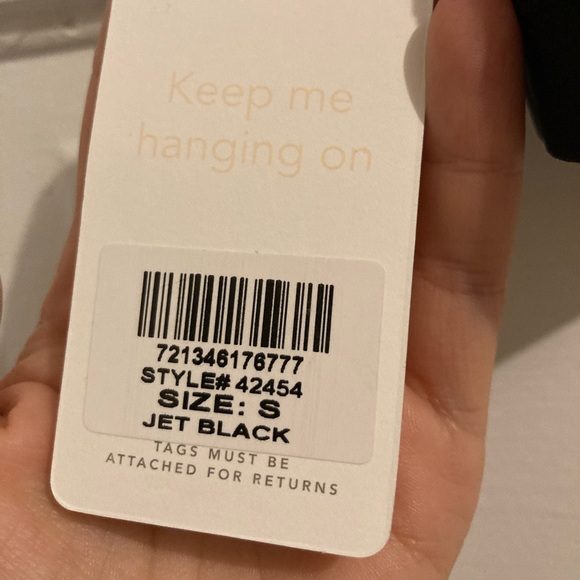 Keep me
hanging on
721346176777
STYLE# 42454
SIZE: S
JET BLACK
TAGS MUST BE
ATTACHED FOR RETURNS